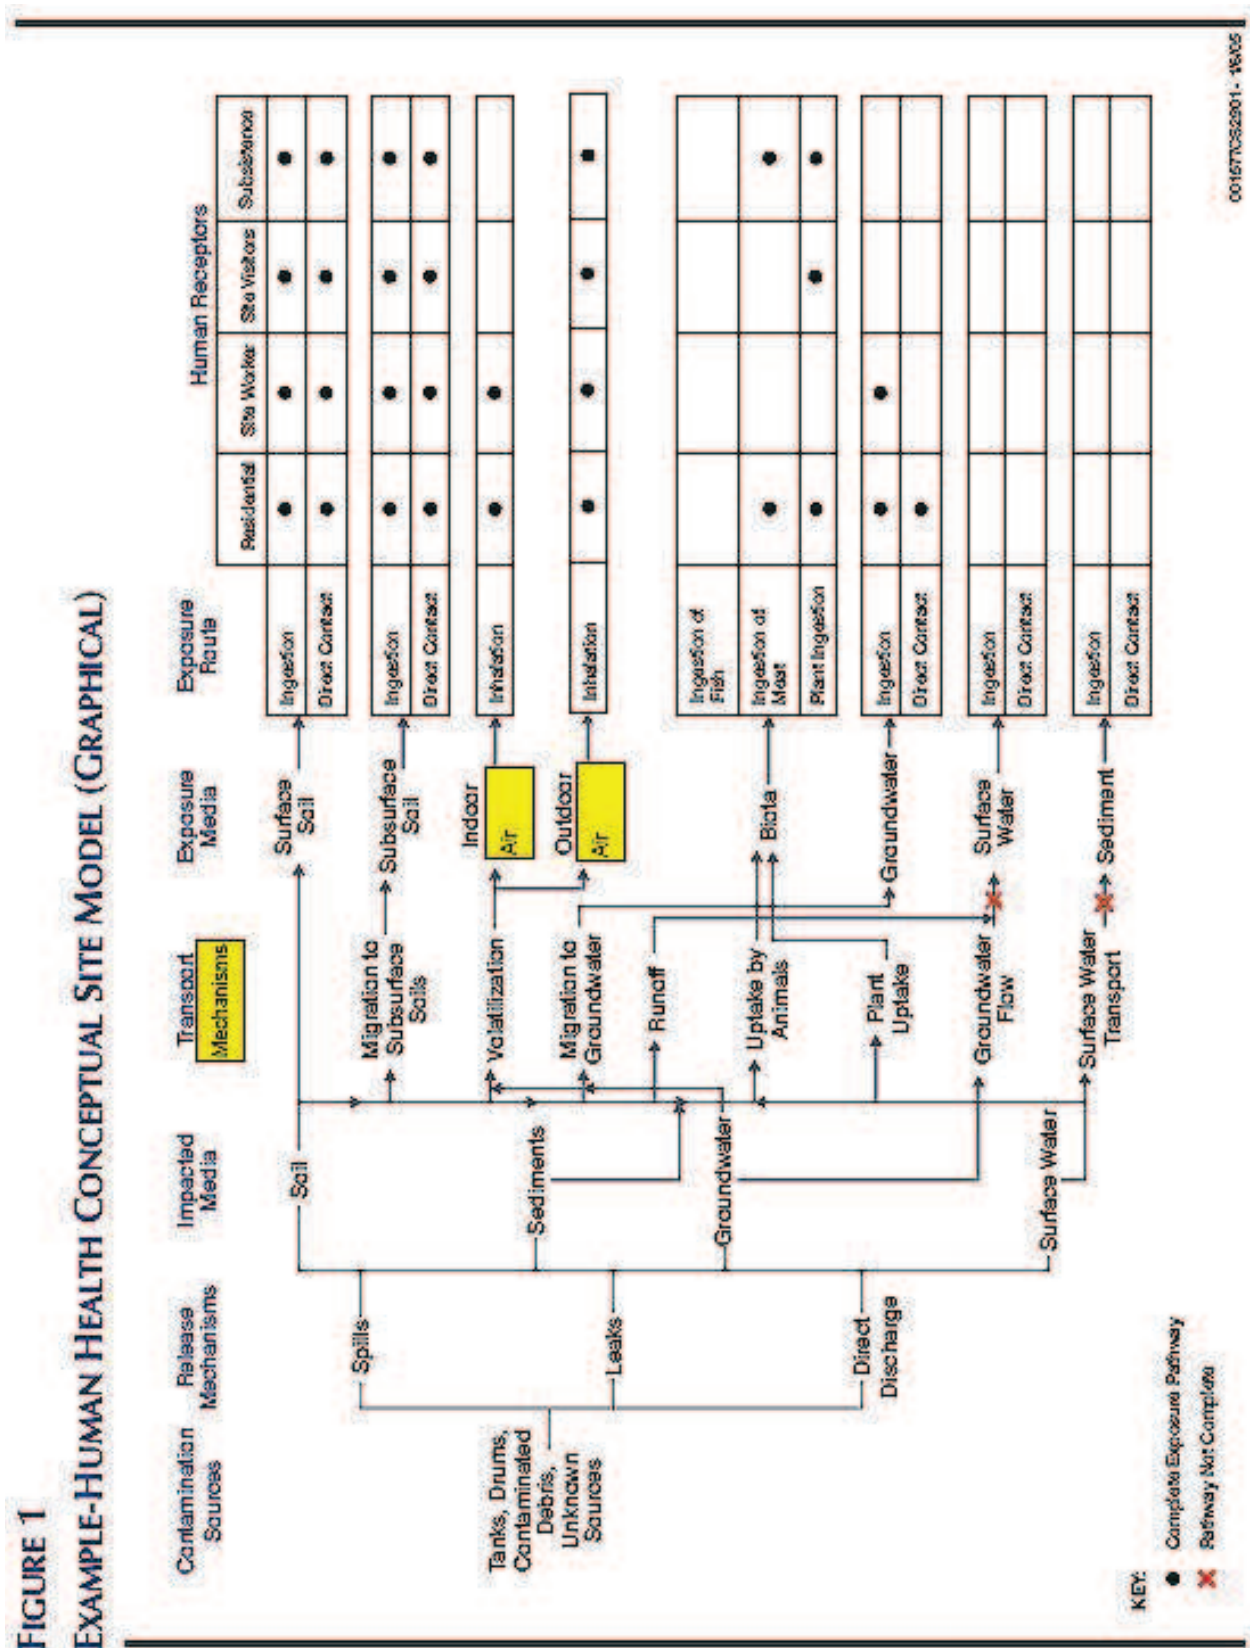 FIGURE 1
EXAMPLE-HUMAN HEALTH CONCEPTUAL SITE MODEL (GRAPHICAL)
Contamination
Sources
Release
Mechanisms
Impacted
Media
Transport
Mechanisms
Exposure
Media
Exposure
Route
Human Receptors
Residential
Site Worker
Site Visitors
Subsistence
Tanks, Drums,
Contaminated
Debris,
Unknown
Sources
Spills
Leaks
Direct
Discharge
Soil
Sediments
Groundwater
Surface Water
Migration to
Subsurface
Soils
Volatilization
Migration to
Groundwater
Runoff
Uptake by
Animals
Plant
Uptake
Groundwater
Flow
Surface Water
Transport
Surface
Soil
Subsurface
Soil
Indoor
Air
Outdoor
Air
Biota
Groundwater
Surface
Water
Sediment
Ingestion
Direct Contact
Ingestion
Direct Contact
Inhalation
Inhalation
Ingestion of
Fish
Ingestion of
Meat
Plant Ingestion
Ingestion
Direct Contact
Ingestion
Direct Contact
Ingestion
Direct Contact
KEY:
Complete Exposure Pathway
Pathway Not Complete